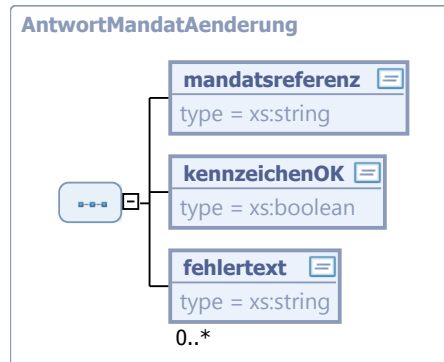 AntwortMandatAenderung
mandatsreferenz
type = xs:string
kennzeichenOK
type = xs:boolean
fehlertext
type = xs:string
0..*